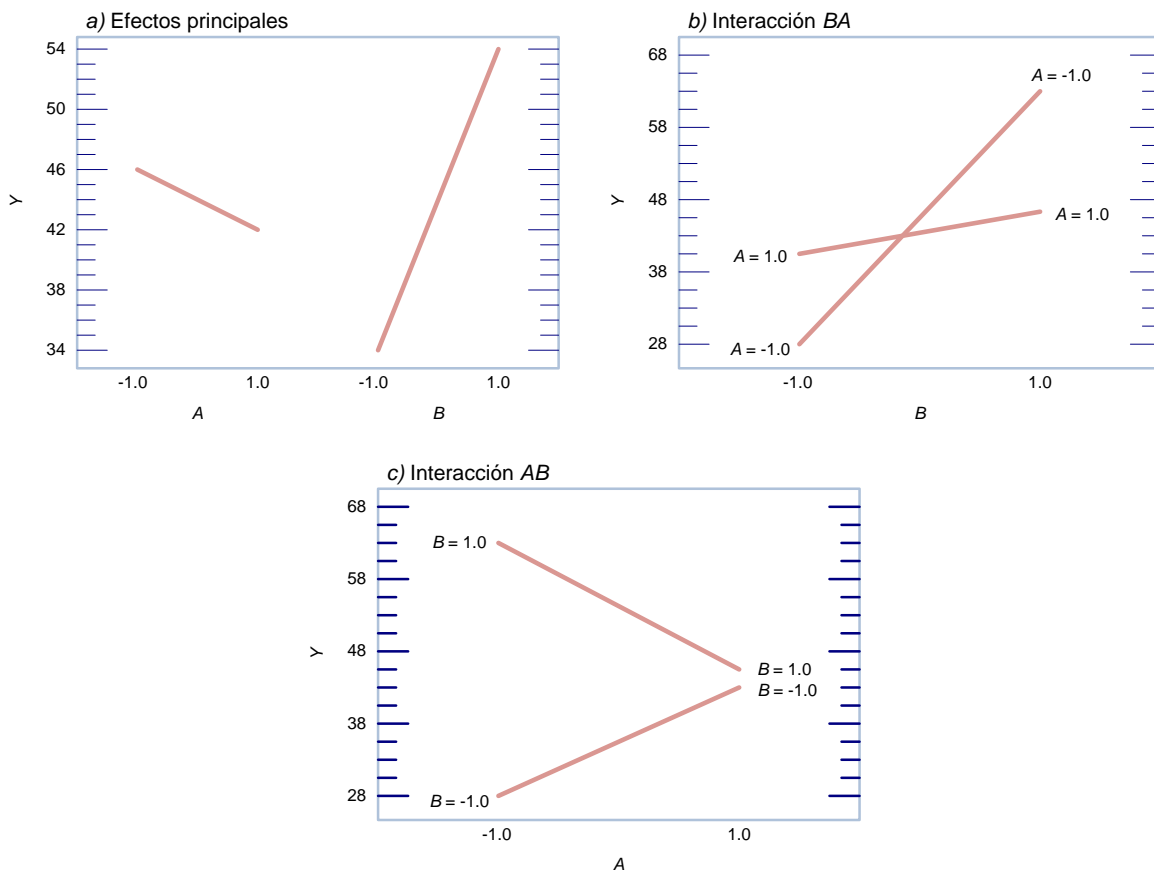 a) Efectos principales
54
50
46
42
38
34
Y
-1.0
1.0
-1.0
1.0
A
B
b) Interacción BA
68
58
48
38
28
Y
A = -1.0
A = 1.0
A = 1.0
A = -1.0
-1.0
1.0
B
c) Interacción AB
68
58
48
38
28
Y
B = 1.0
B = 1.0
B = -1.0
B = -1.0
-1.0
1.0
A